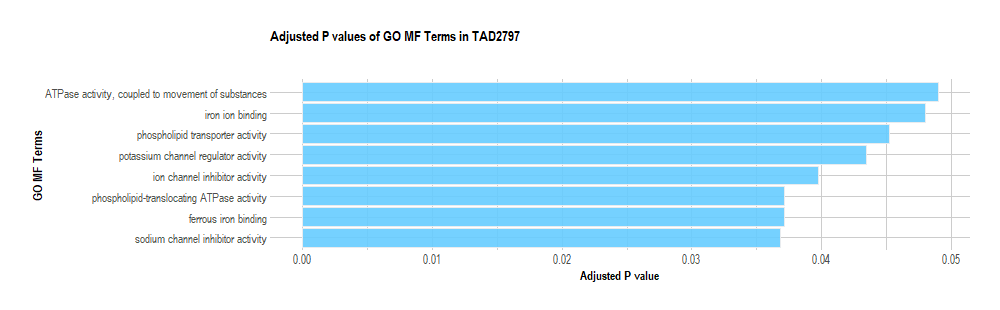 Adjusted P values of GO MF Terms in TAD2797
GO MF Terms
ATPase activity, coupled to movement of substances
iron ion binding
phospholipid transporter activity
potassium channel regulator activity
ion channel inhibitor activity
phospholipid-translocating ATPase activity
ferrous iron binding
sodium channel inhibitor activity
0.00 0.01 0.02 0.03 0.04 0.05
Adjusted P value